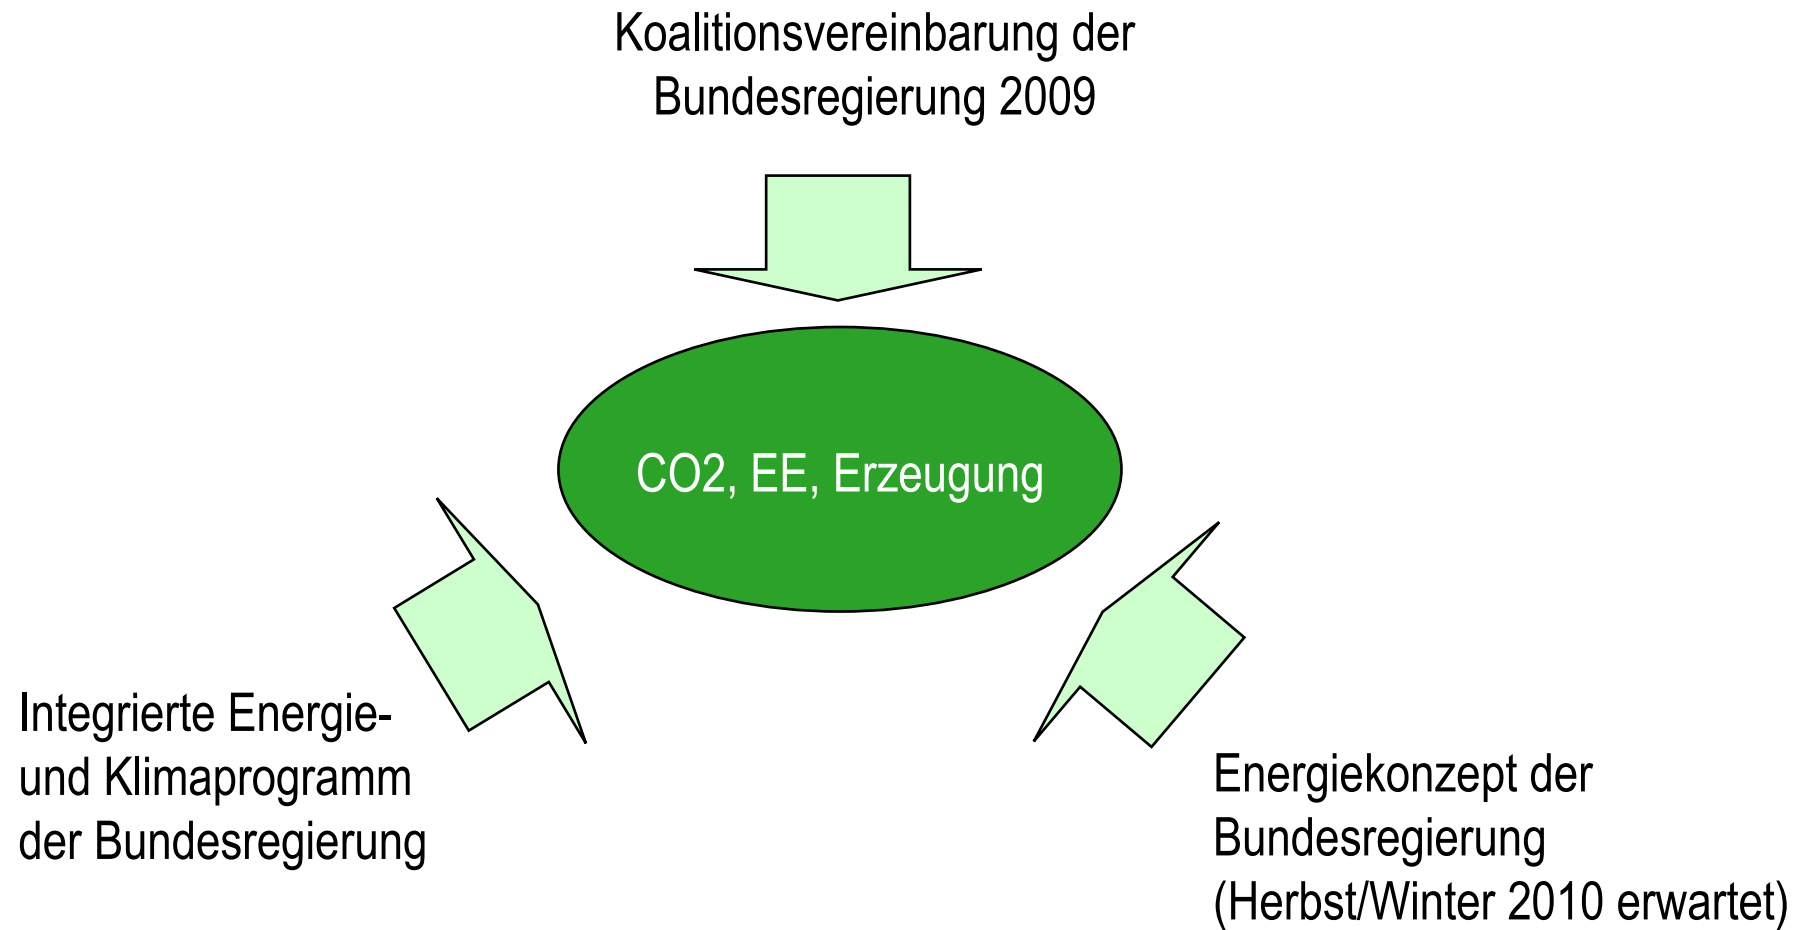 Koalitionsvereinbarung der
Bundesregierung 2009
CO2, EE, Erzeugung
Integrierte Energie-
und Klimaprogramm
der Bundesregierung
Energiekonzept der
Bundesregierung
(Herbst/Winter 2010 erwartet)